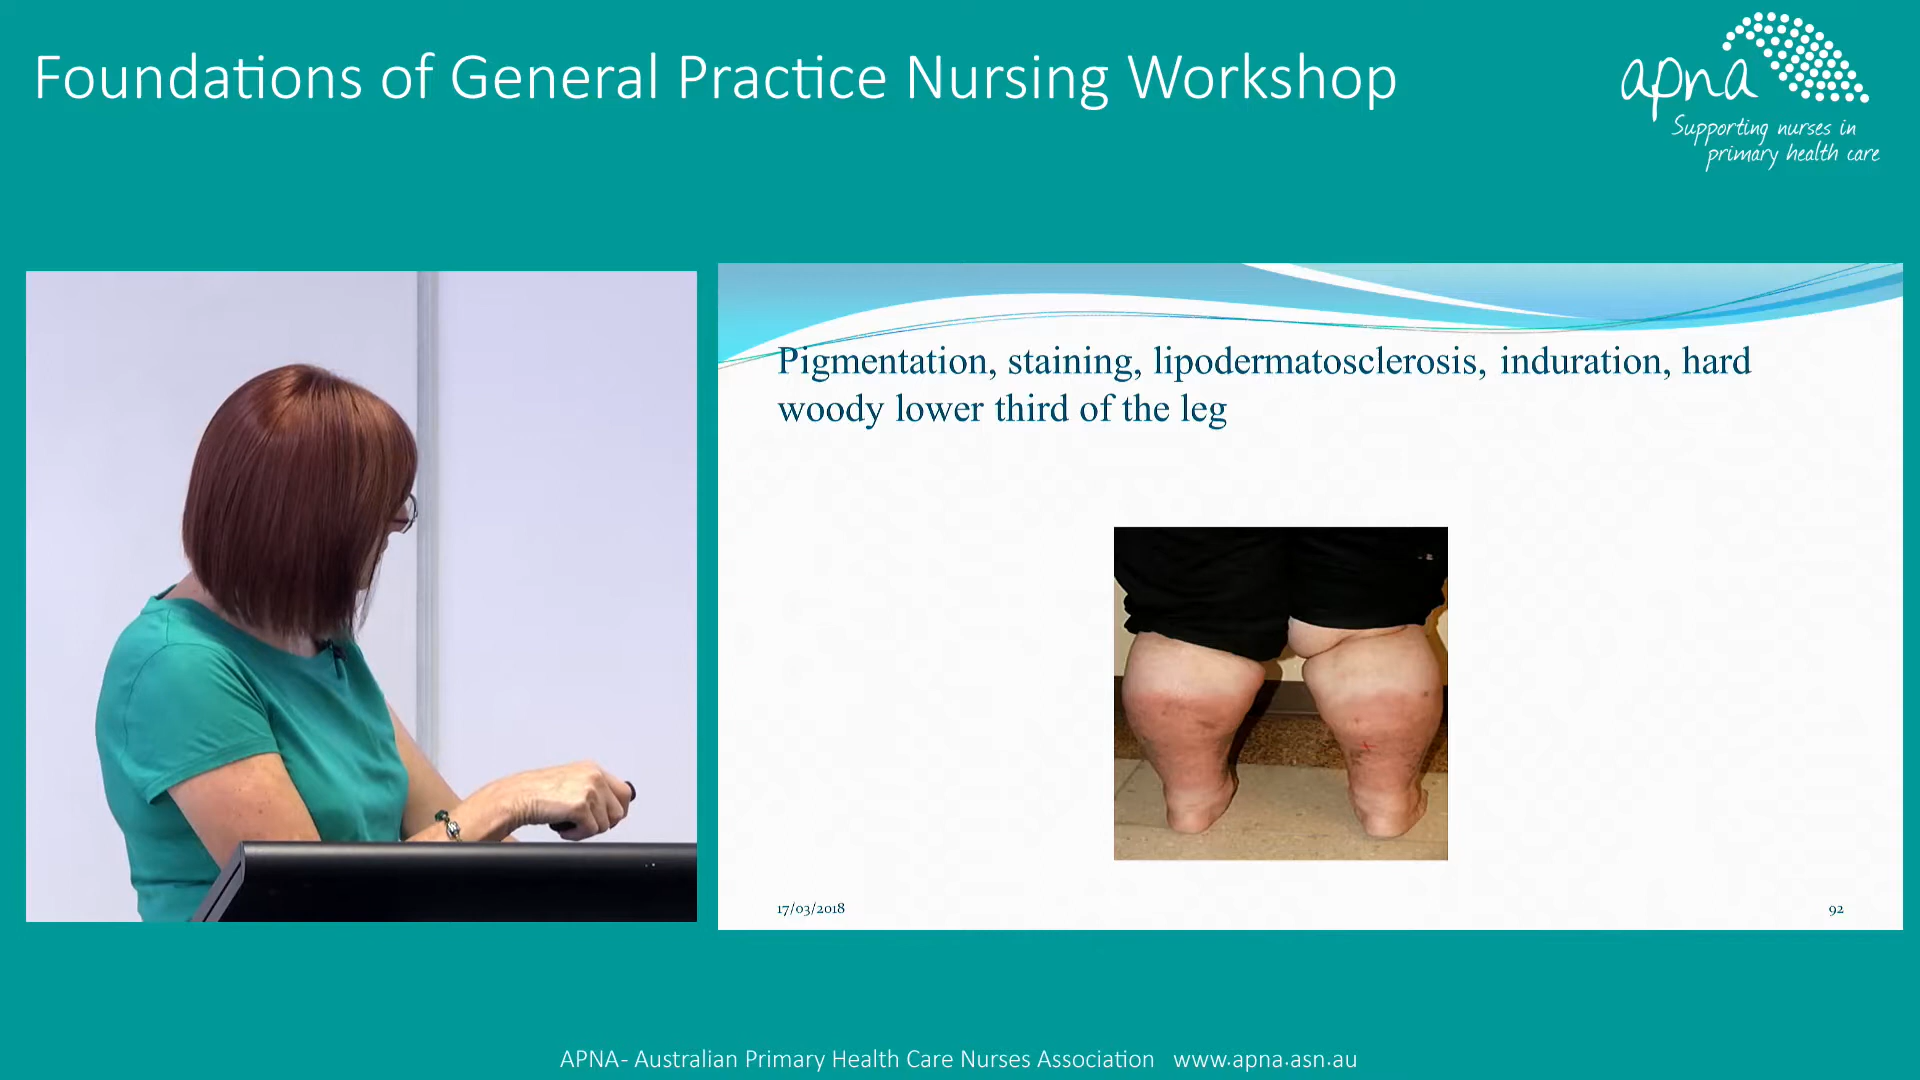 Foundations of General Practice Nursing Workshop
apna
Supporting nurses in
primary health care
Pigmentation, staining, lipodermatosclerosis, induration, hard
woody lower third of the leg
17/03/2018
92
APNA- Australian Primary Health Care Nurses Association www.apna.asn.au